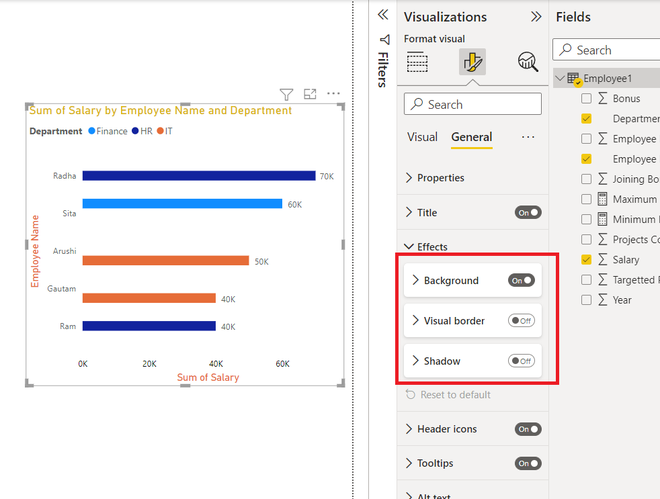 Sum of Salary by Employee Name and Department
Department Finance HR IT
Employee Name
Radha 70K
Sita 60K
Arushi 50K
Gautam 40K
Ram 40K
0K 20K 40K 60K
Sum of Salary
Filters
Visualizations
Format visual
Search
Visual General
Properties
Title On
Effects
Background On
Visual border Off
Shadow Off
Reset to default
Header icons On
Tooltips On
Alt text
Fields
Search
Employee1
Bonus
Departmen
Employee
Employee
Joining Bo
Maximum
Minimum
Projects Co
Salary
Targetted
Year